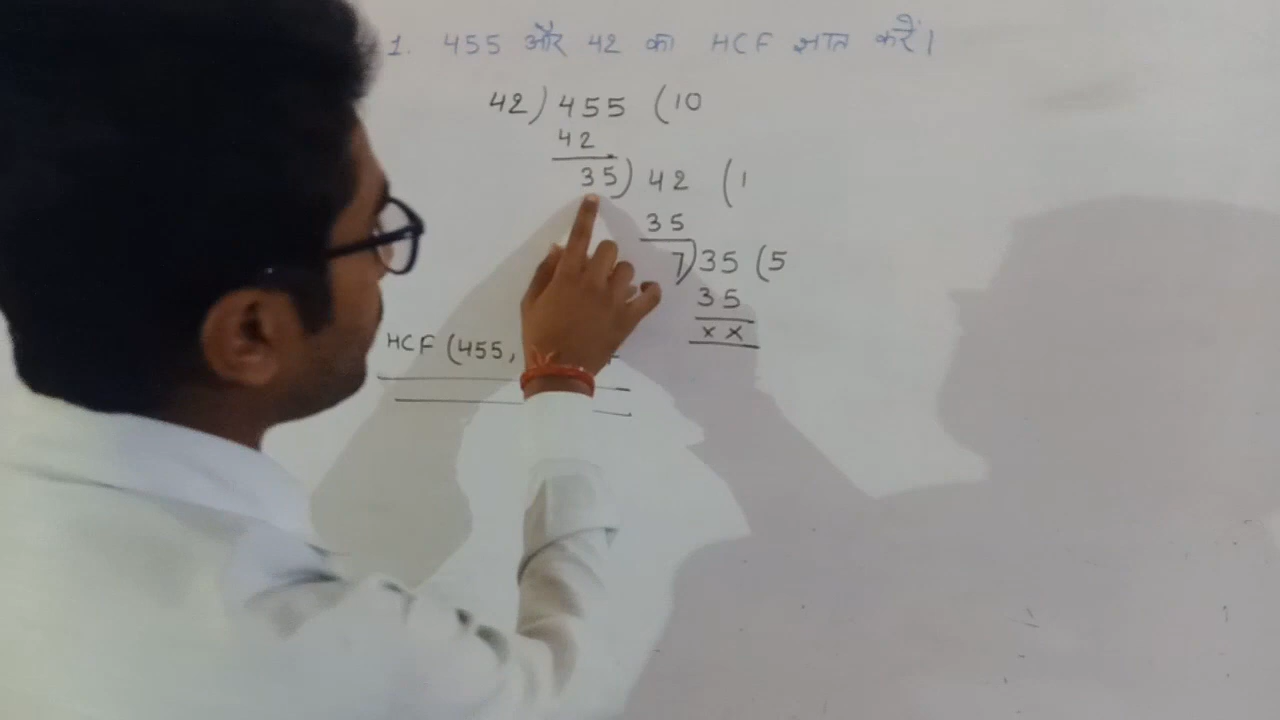 1. 455 और 42 का HCF ज्ञात करें।
42) 455 (10
42
35) 42 (1
35
7) 35 (5
35
x x
HCF (455,